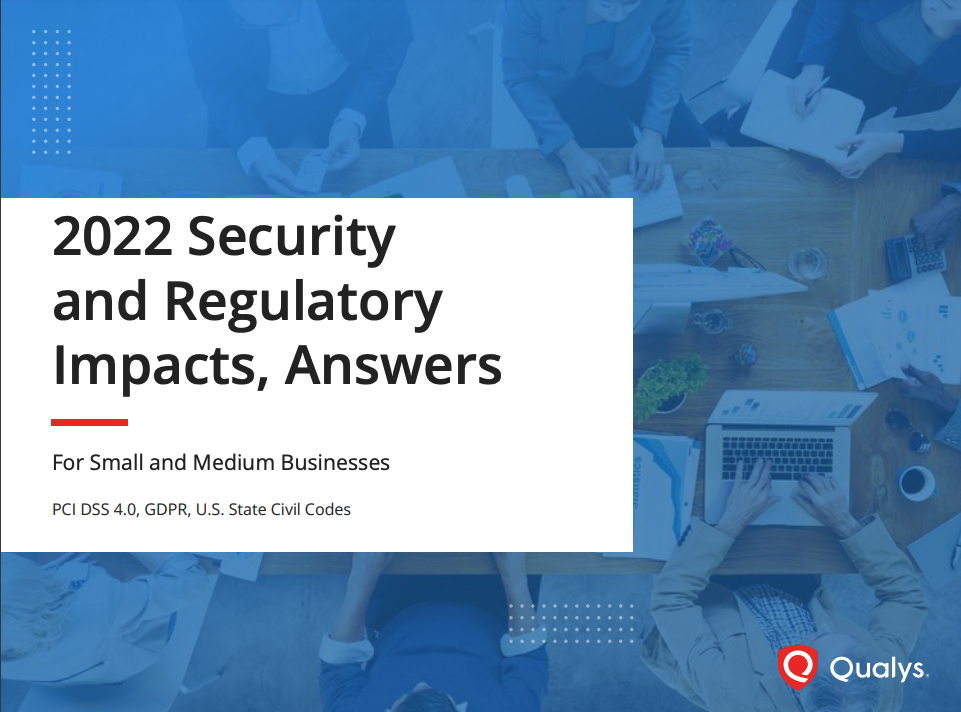 2022 Security
and Regulatory
Impacts, Answers
For Small and Medium Businesses
PCI DSS 4.0, GDPR, U.S. State Civil Codes
Statistics
Qualys.